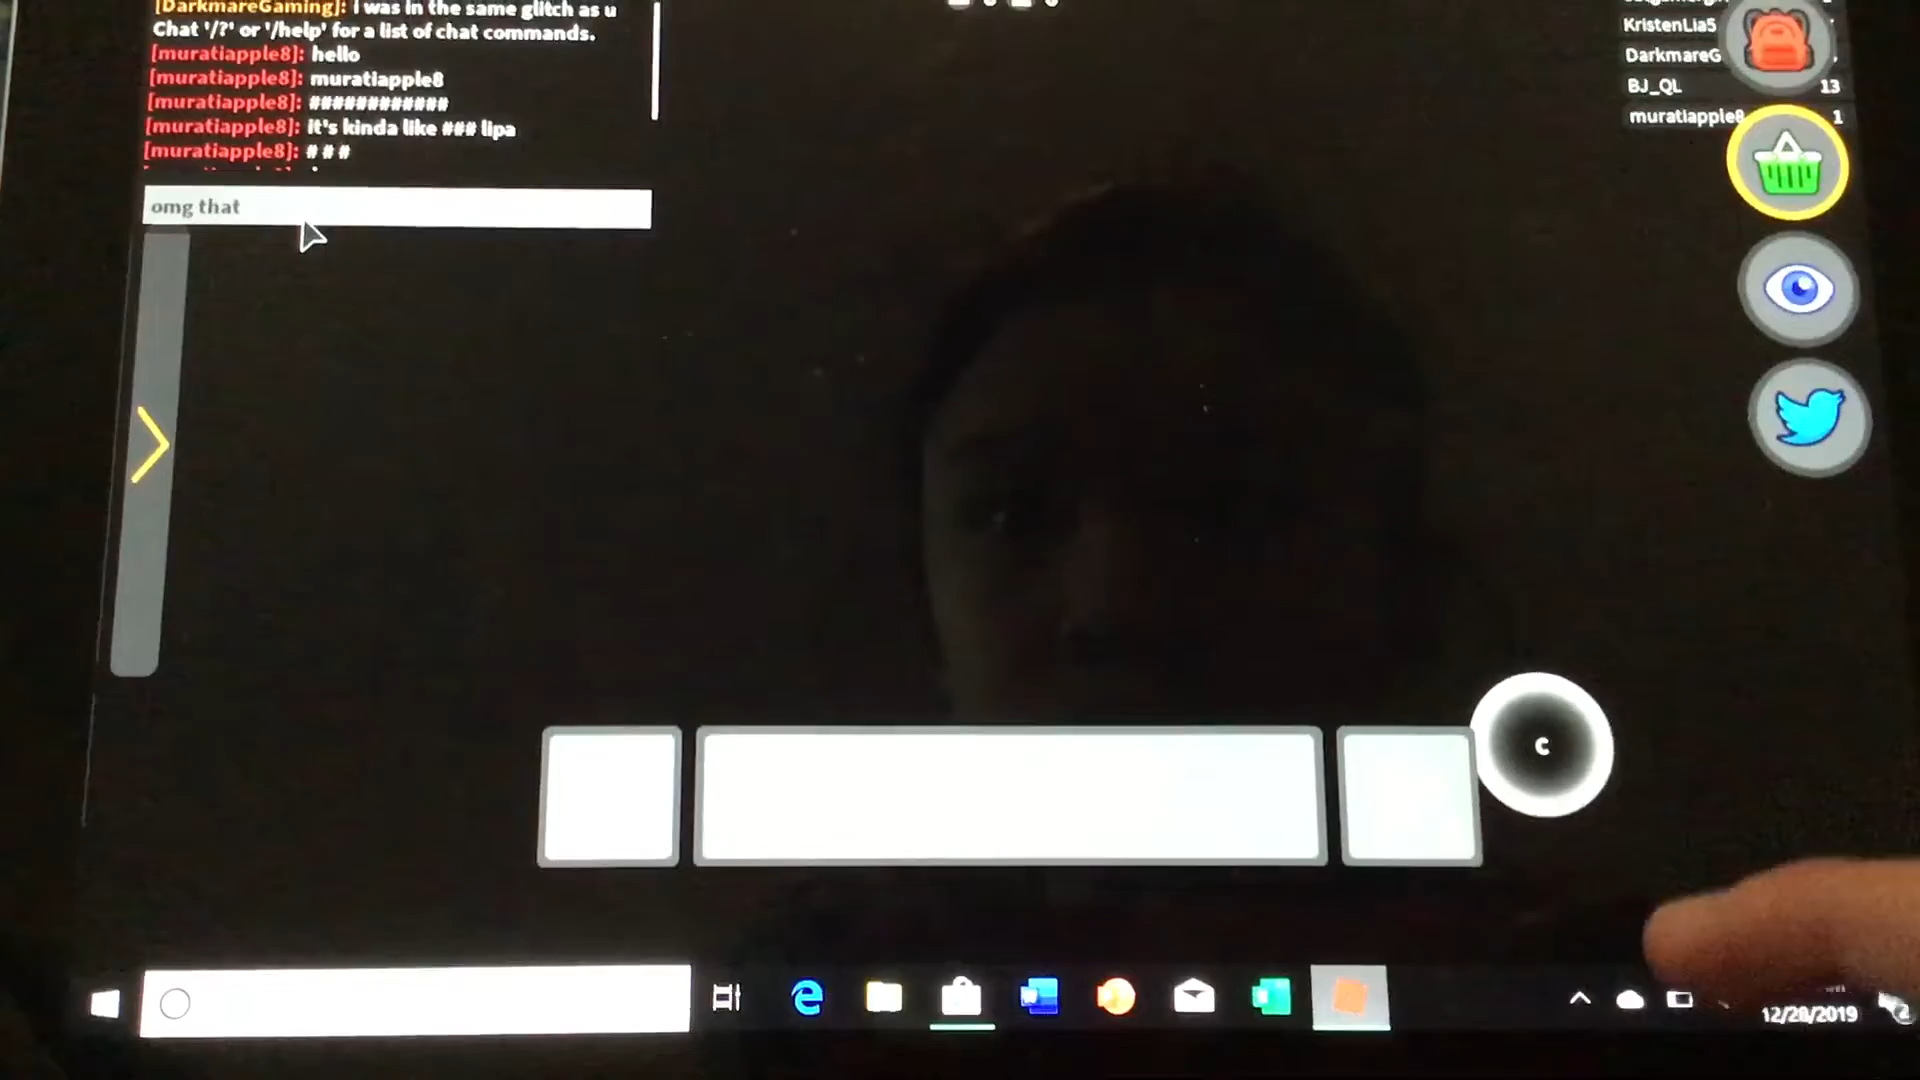 [DarkmareGaming]: I was in the same glitch as u
Chat '/?' or '/help' for a list of chat commands.
[muratiapple8]: hello
[muratiapple8]: muratiapple8
[muratiapple8]: ############
[muratiapple8]: it's kinda like ### lipa
[muratiapple8]: # # #
omg that
KristenLia5
DarkmareG
BJ_QL 13
muratiapple8 1
C
12/28/2019
2